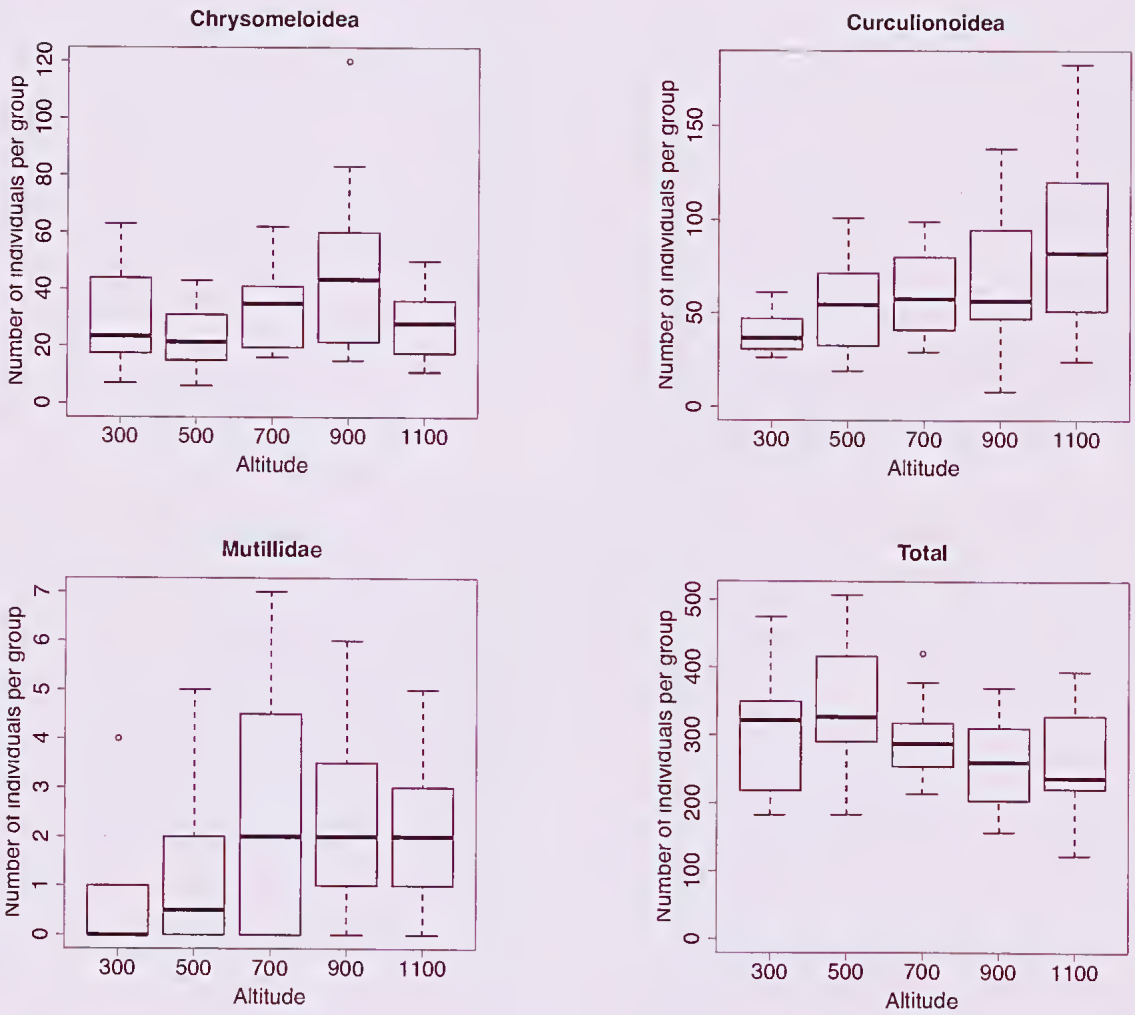 Chrysomeloidea
Number of individuals per group
120
100
80
60
40
20
0
300 500 700 900 1100
Altitude
Curculionoidea
Number of individuals per group
150
100
50
0
300 500 700 900 1100
Altitude
Mutillidae
Number of individuals per group
7
6
5
4
3
2
1
0
300 500 700 900 1100
Altitude
Total
Number of individuals per group
500
400
300
200
100
0
300 500 700 900 1100
Altitude